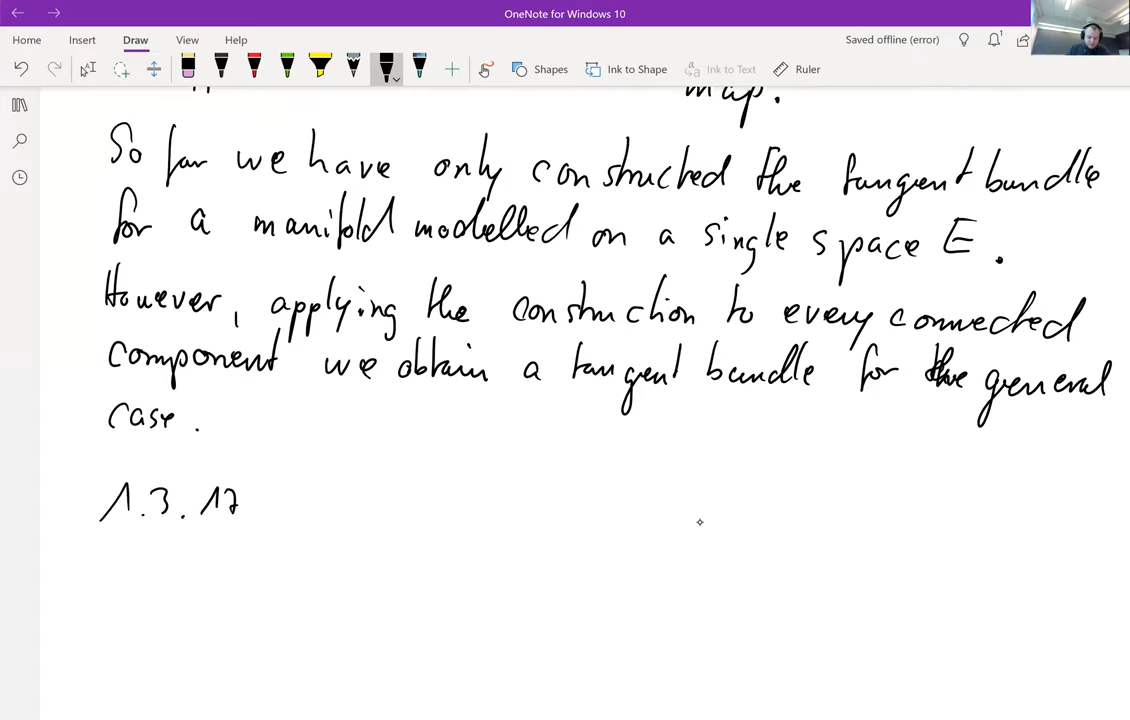 OneNote for Windows 10
Home Insert Draw View Help
Saved offline (error)
Shapes Ink to Shape Ink to Text Ruler
map.
So far we have only constructed the tangent bundle
for a manifold modelled on a single space E.
However, applying the construction to every connected
component we obtain a tangent bundle for the general
case.
1.3.17